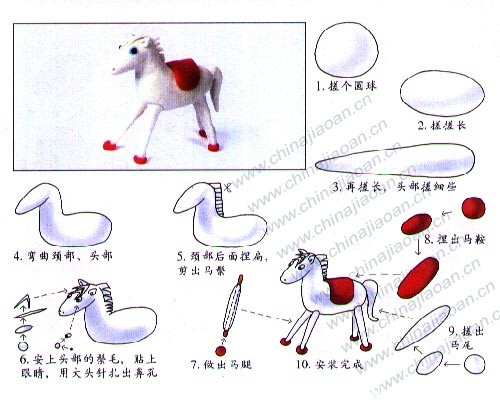 1. 搓个圆球
2. 搓搓长
3. 再搓长，头部搓细些
4. 弯曲颈部、头部
5. 颈部后面捏扁，
剪出马鬃
6. 安上头部的鬃毛，贴上
眼睛，用大头针扎出鼻孔
7. 做出马腿
8. 捏出马鞍
9. 搓出
马尾
10. 安装完成
www.chinajiaoan.cn
www.chinajiaoan.cn
www.chinajiaoan.cn
www.chinajiaoan.cn